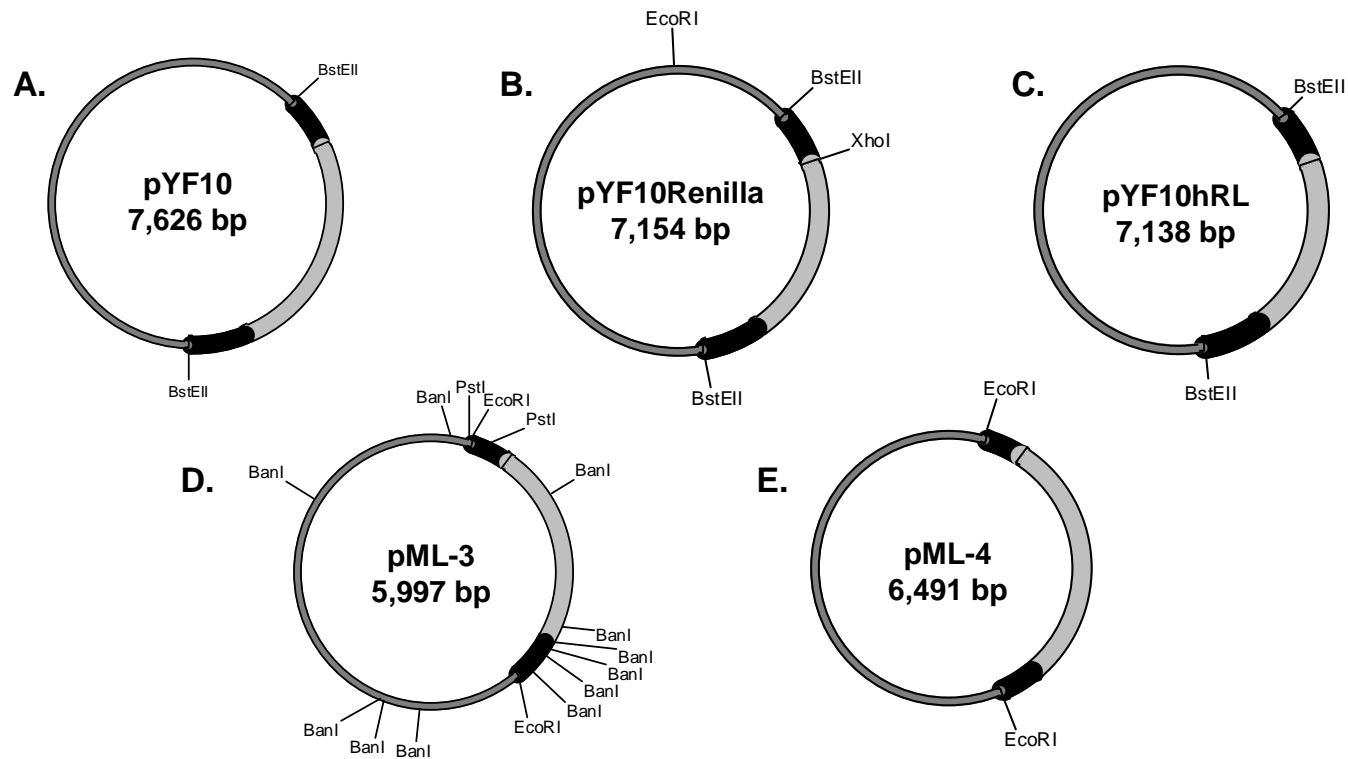 A.
BstEII
pYF10
7,626 bp
BstEII
B.
EcoRI
BstEII
XhoI
pYF10Renilla
7,154 bp
BstEII
C.
BstEII
pYF10hRL
7,138 bp
BstEII
D.
BanI
PstI
EcoRI
PstI
BanI
BanI
pML-3
5,997 bp
BanI
BanI
BanI
BanI
BanI
EcoRI
BanI
BanI
BanI
E.
EcoRI
pML-4
6,491 bp
EcoRI